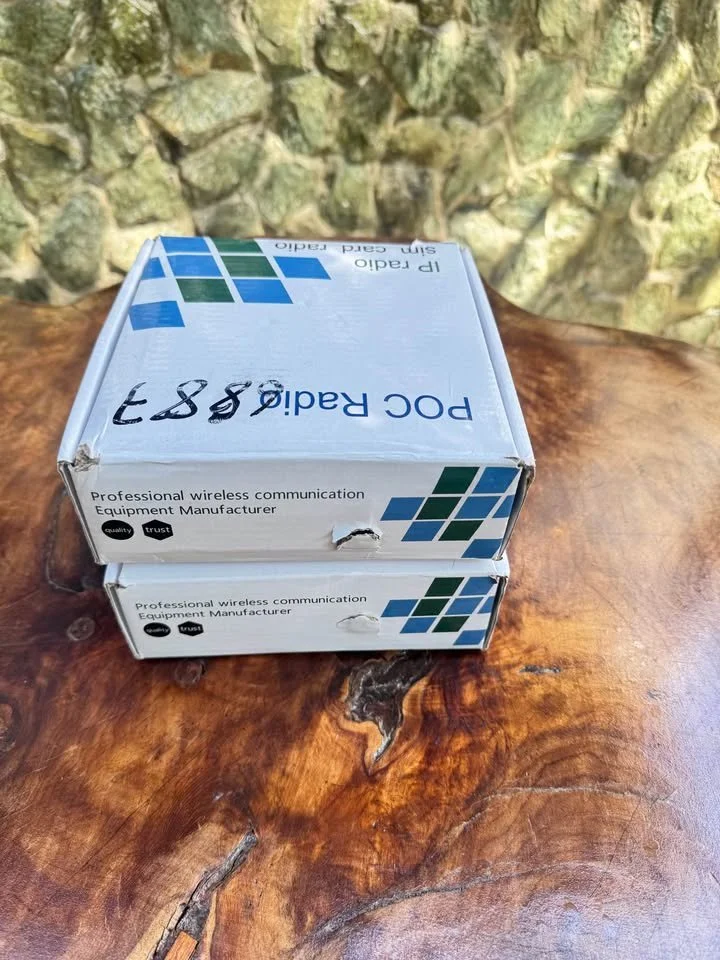 POC Radio
IP radio
sim card radio
Professional wireless communication
Equipment Manufacturer
quality trust
Professional wireless communication
Equipment Manufacturer
quality trust